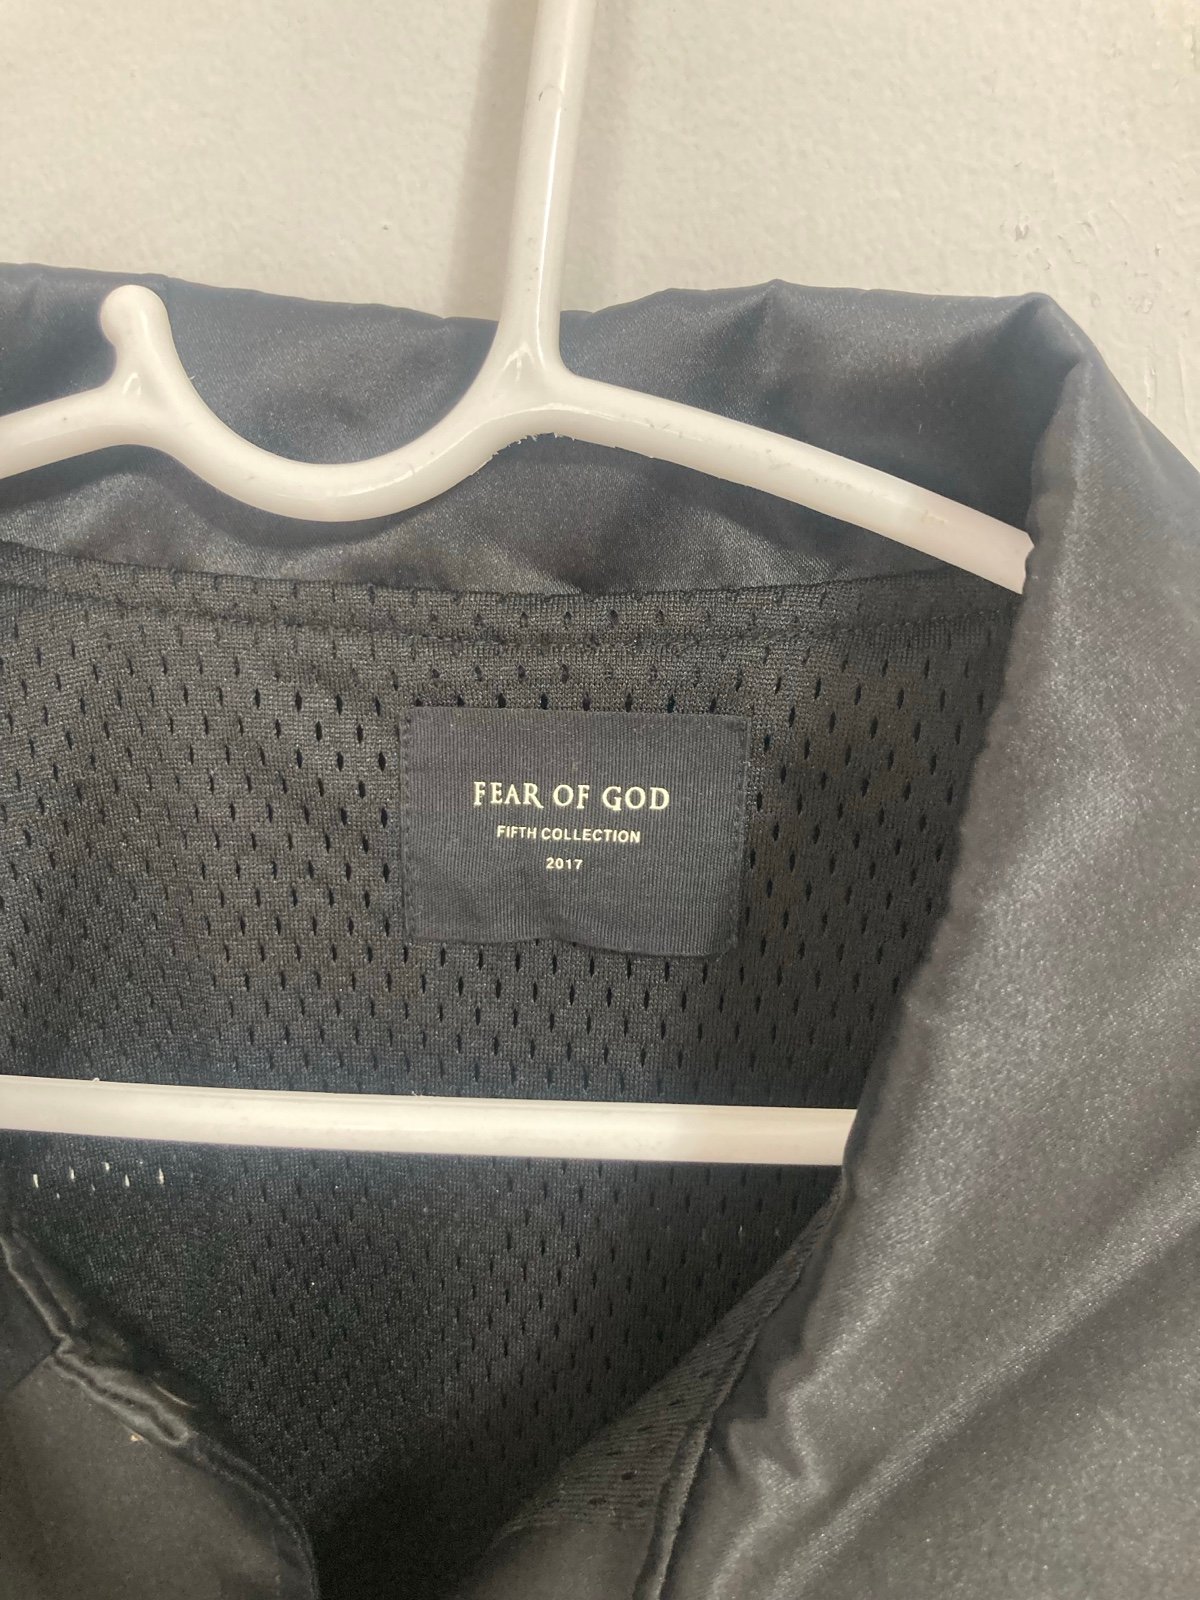 FEAR OF GOD
FIFTH COLLECTION
2017